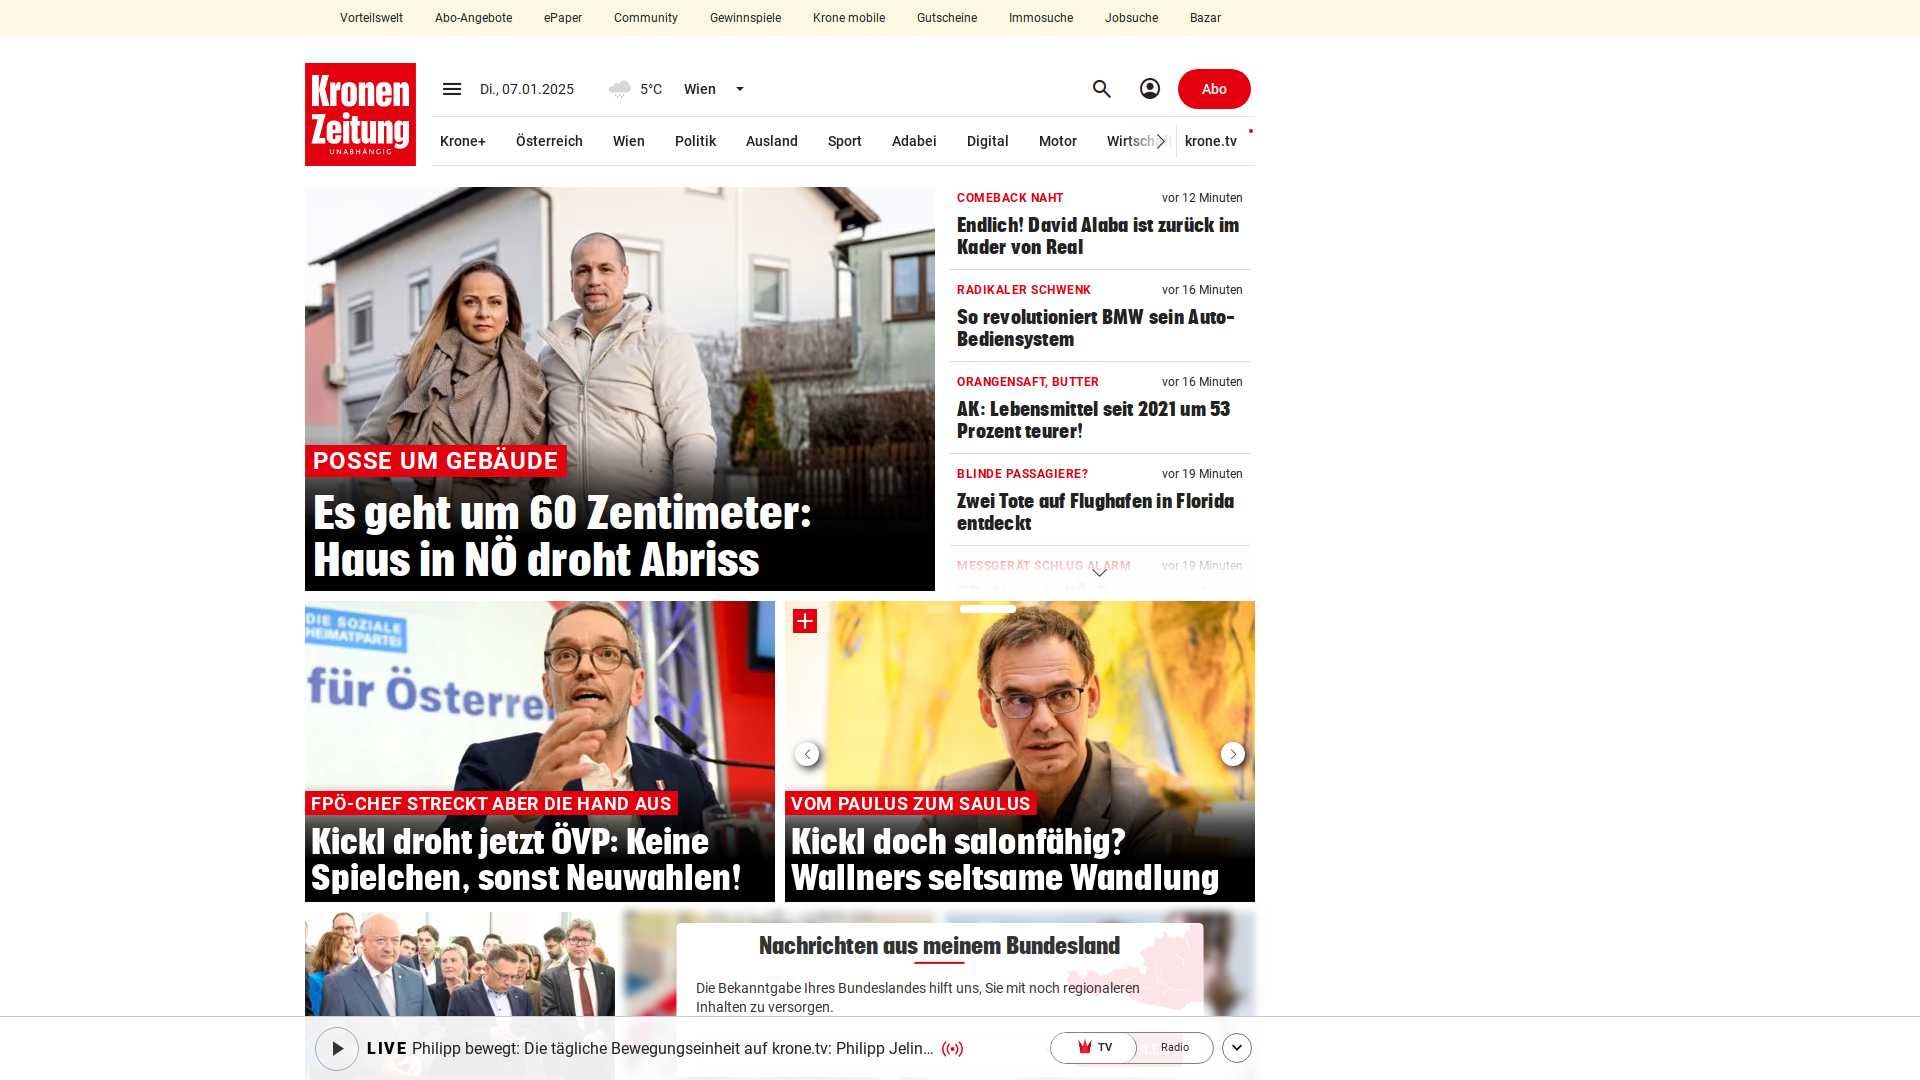 Vorteilswelt Abo-Angebote ePaper Community Gewinnspiele Krone mobile Gutscheine Immosuche Jobsuche Bazar
Kronen
Zeitung
UNABHÄNGIG
Di., 07.01.2025 5°C Wien
Abo
Krone+ Österreich Wien Politik Ausland Sport Adabei Digital Motor Wirtschaft krone.tv
POSSE UM GEBÄUDE
Es geht um 60 Zentimeter:
Haus in NÖ droht Abriss
COMEBACK NAHT vor 12 Minuten
Endlich! David Alaba ist zurück im
Kader von Real
RADIKALER SCHWENK vor 16 Minuten
So revolutioniert BMW sein Auto-
Bediensystem
ORANGENSAFT, BUTTER vor 16 Minuten
AK: Lebensmittel seit 2021 um 53
Prozent teurer!
BLINDE PASSAGIERE? vor 19 Minuten
Zwei Tote auf Flughafen in Florida
entdeckt
MESSGERÄT SCHLUG ALARM vor 19 Minuten
DIE SOZIALE
HEIMATPARTEI
für Österre
FPÖ-CHEF STRECKT ABER DIE HAND AUS
Kickl droht jetzt ÖVP: Keine
Spielchen, sonst Neuwahlen!
VOM PAULUS ZUM SAULUS
Kickl doch salonfähig?
Wallners seltsame Wandlung
Nachrichten aus meinem Bundesland
Die Bekanntgabe Ihres Bundeslandes hilft uns, Sie mit noch regionaleren
Inhalten zu versorgen.
LIVE Philipp bewegt: Die tägliche Bewegungseinheit auf krone.tv: Philipp Jelin...
TV Radio